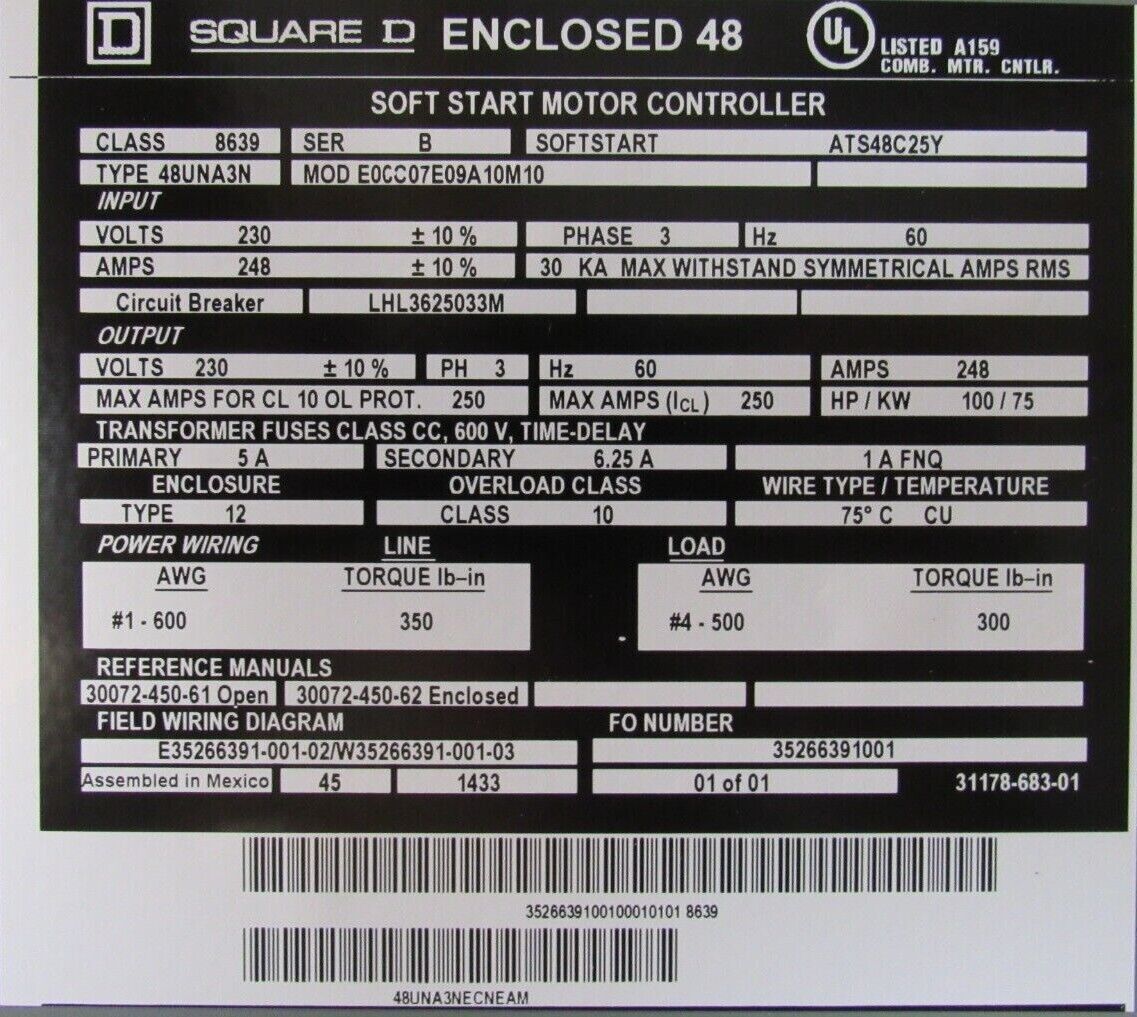 D SQUARE D ENCLOSED 48 UL LISTED A159
COMB. MTR. CNTLR.
SOFT START MOTOR CONTROLLER
CLASS 8639 SER B SOFTSTART ATS48C25Y
TYPE 48UNA3N MOD E0CC07E09A10M10
INPUT
VOLTS 230 ± 10 % PHASE 3 Hz 60
AMPS 248 ± 10 % 30 KA MAX WITHSTAND SYMMETRICAL AMPS RMS
Circuit Breaker LHL3625033M
OUTPUT
VOLTS 230 ± 10 % PH 3 Hz 60 AMPS 248
MAX AMPS FOR CL 10 OL PROT. 250 MAX AMPS (ICL) 250 HP / KW 100 / 75
TRANSFORMER FUSES CLASS CC, 600 V, TIME-DELAY
PRIMARY 5 A SECONDARY 6.25 A 1 A FNQ
ENCLOSURE OVERLOAD CLASS WIRE TYPE / TEMPERATURE
TYPE 12 CLASS 10 75° C CU
POWER WIRING LINE LOAD
AWG TORQUE lb–in AWG TORQUE lb–in
#1 - 600 350 #4 - 500 300
REFERENCE MANUALS
30072-450-61 Open 30072-450-62 Enclosed
FIELD WIRING DIAGRAM FO NUMBER
E35266391-001-02/W35266391-001-03 35266391001
Assembled in Mexico 45 1433 01 of 01 31178-683-01
3526639100100010101 8639
48UNA3NECNEAM